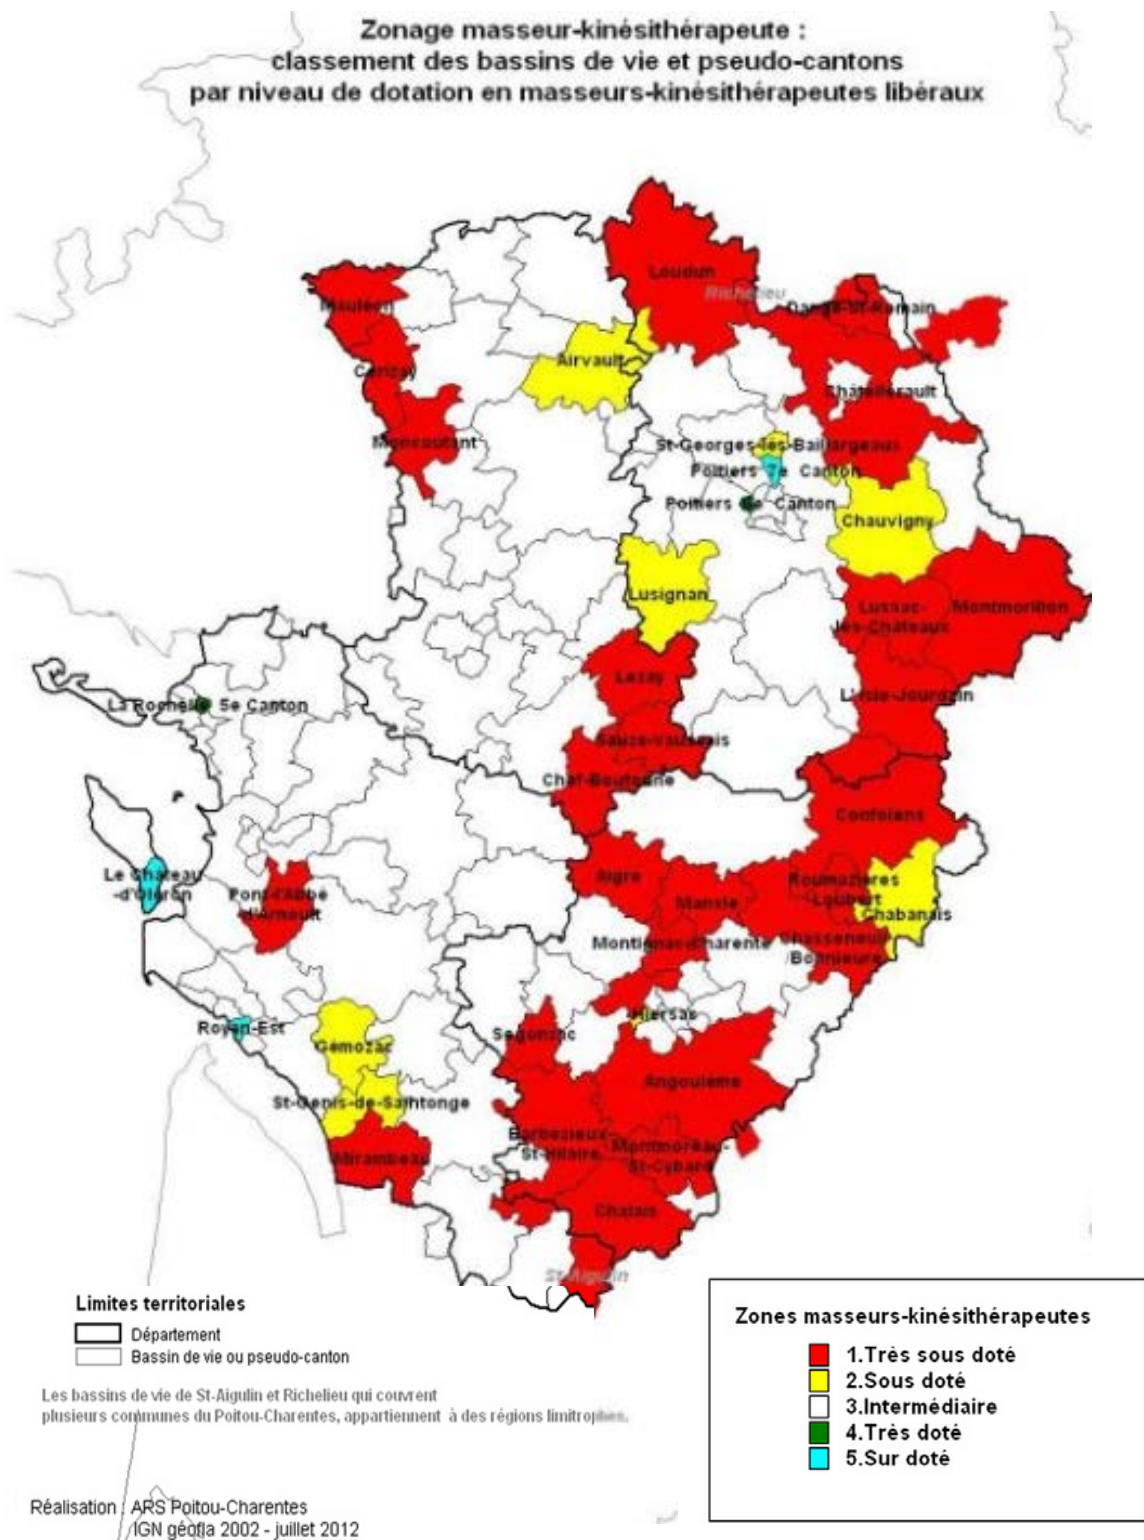 Zonage masseur-kinésithérapeute :
classement des bassins de vie et pseudo-cantons
par niveau de dotation en masseurs-kinésithérapeutes libéraux
Loudun
Richelieu
Mauléon
Dangé-St-Romain
Airvault
Cerizay
Châtellerault
Moncoutant
St-Georges-lès-Baillargeaux
Poitiers 7e Canton
Poitiers Canton
Chauvigny
Lusignan
Lussac-
les-Châteaux
Montmorillon
Lezay
L'Isle-Jourdain
La Rochelle 5e Canton
Sauzé-Vaussais
Chef-Boutonne
Confolens
Le Château
-d'Oléron
Pont-l'Abbé
-d'Arnoult
Aigre
Roumazières
Loubert
Mansle
Chabanais
Montignac-Charente
Chasseneuil
/Bonnieure
Royan-Est
Hiersac
Segonzac
Gémozac
Angoulême
St-Genis-de-Saintonge
Barbezieux-
St-Hilaire
Montmoreau-
St-Cybard
Mirambeau
Chalais
St-Aigulin
Limites territoriales
Département
Bassin de vie ou pseudo-canton
Les bassins de vie de St-Aigulin et Richelieu qui couvrent
plusieurs communes du Poitou-Charentes, appartiennent à des régions limitrophes.
Zones masseurs-kinésithérapeutes
1.Très sous doté
2.Sous doté
3.Intermédiaire
4.Très doté
5.Sur doté
Réalisation : ARS Poitou-Charentes
IGN géofla 2002 - juillet 2012